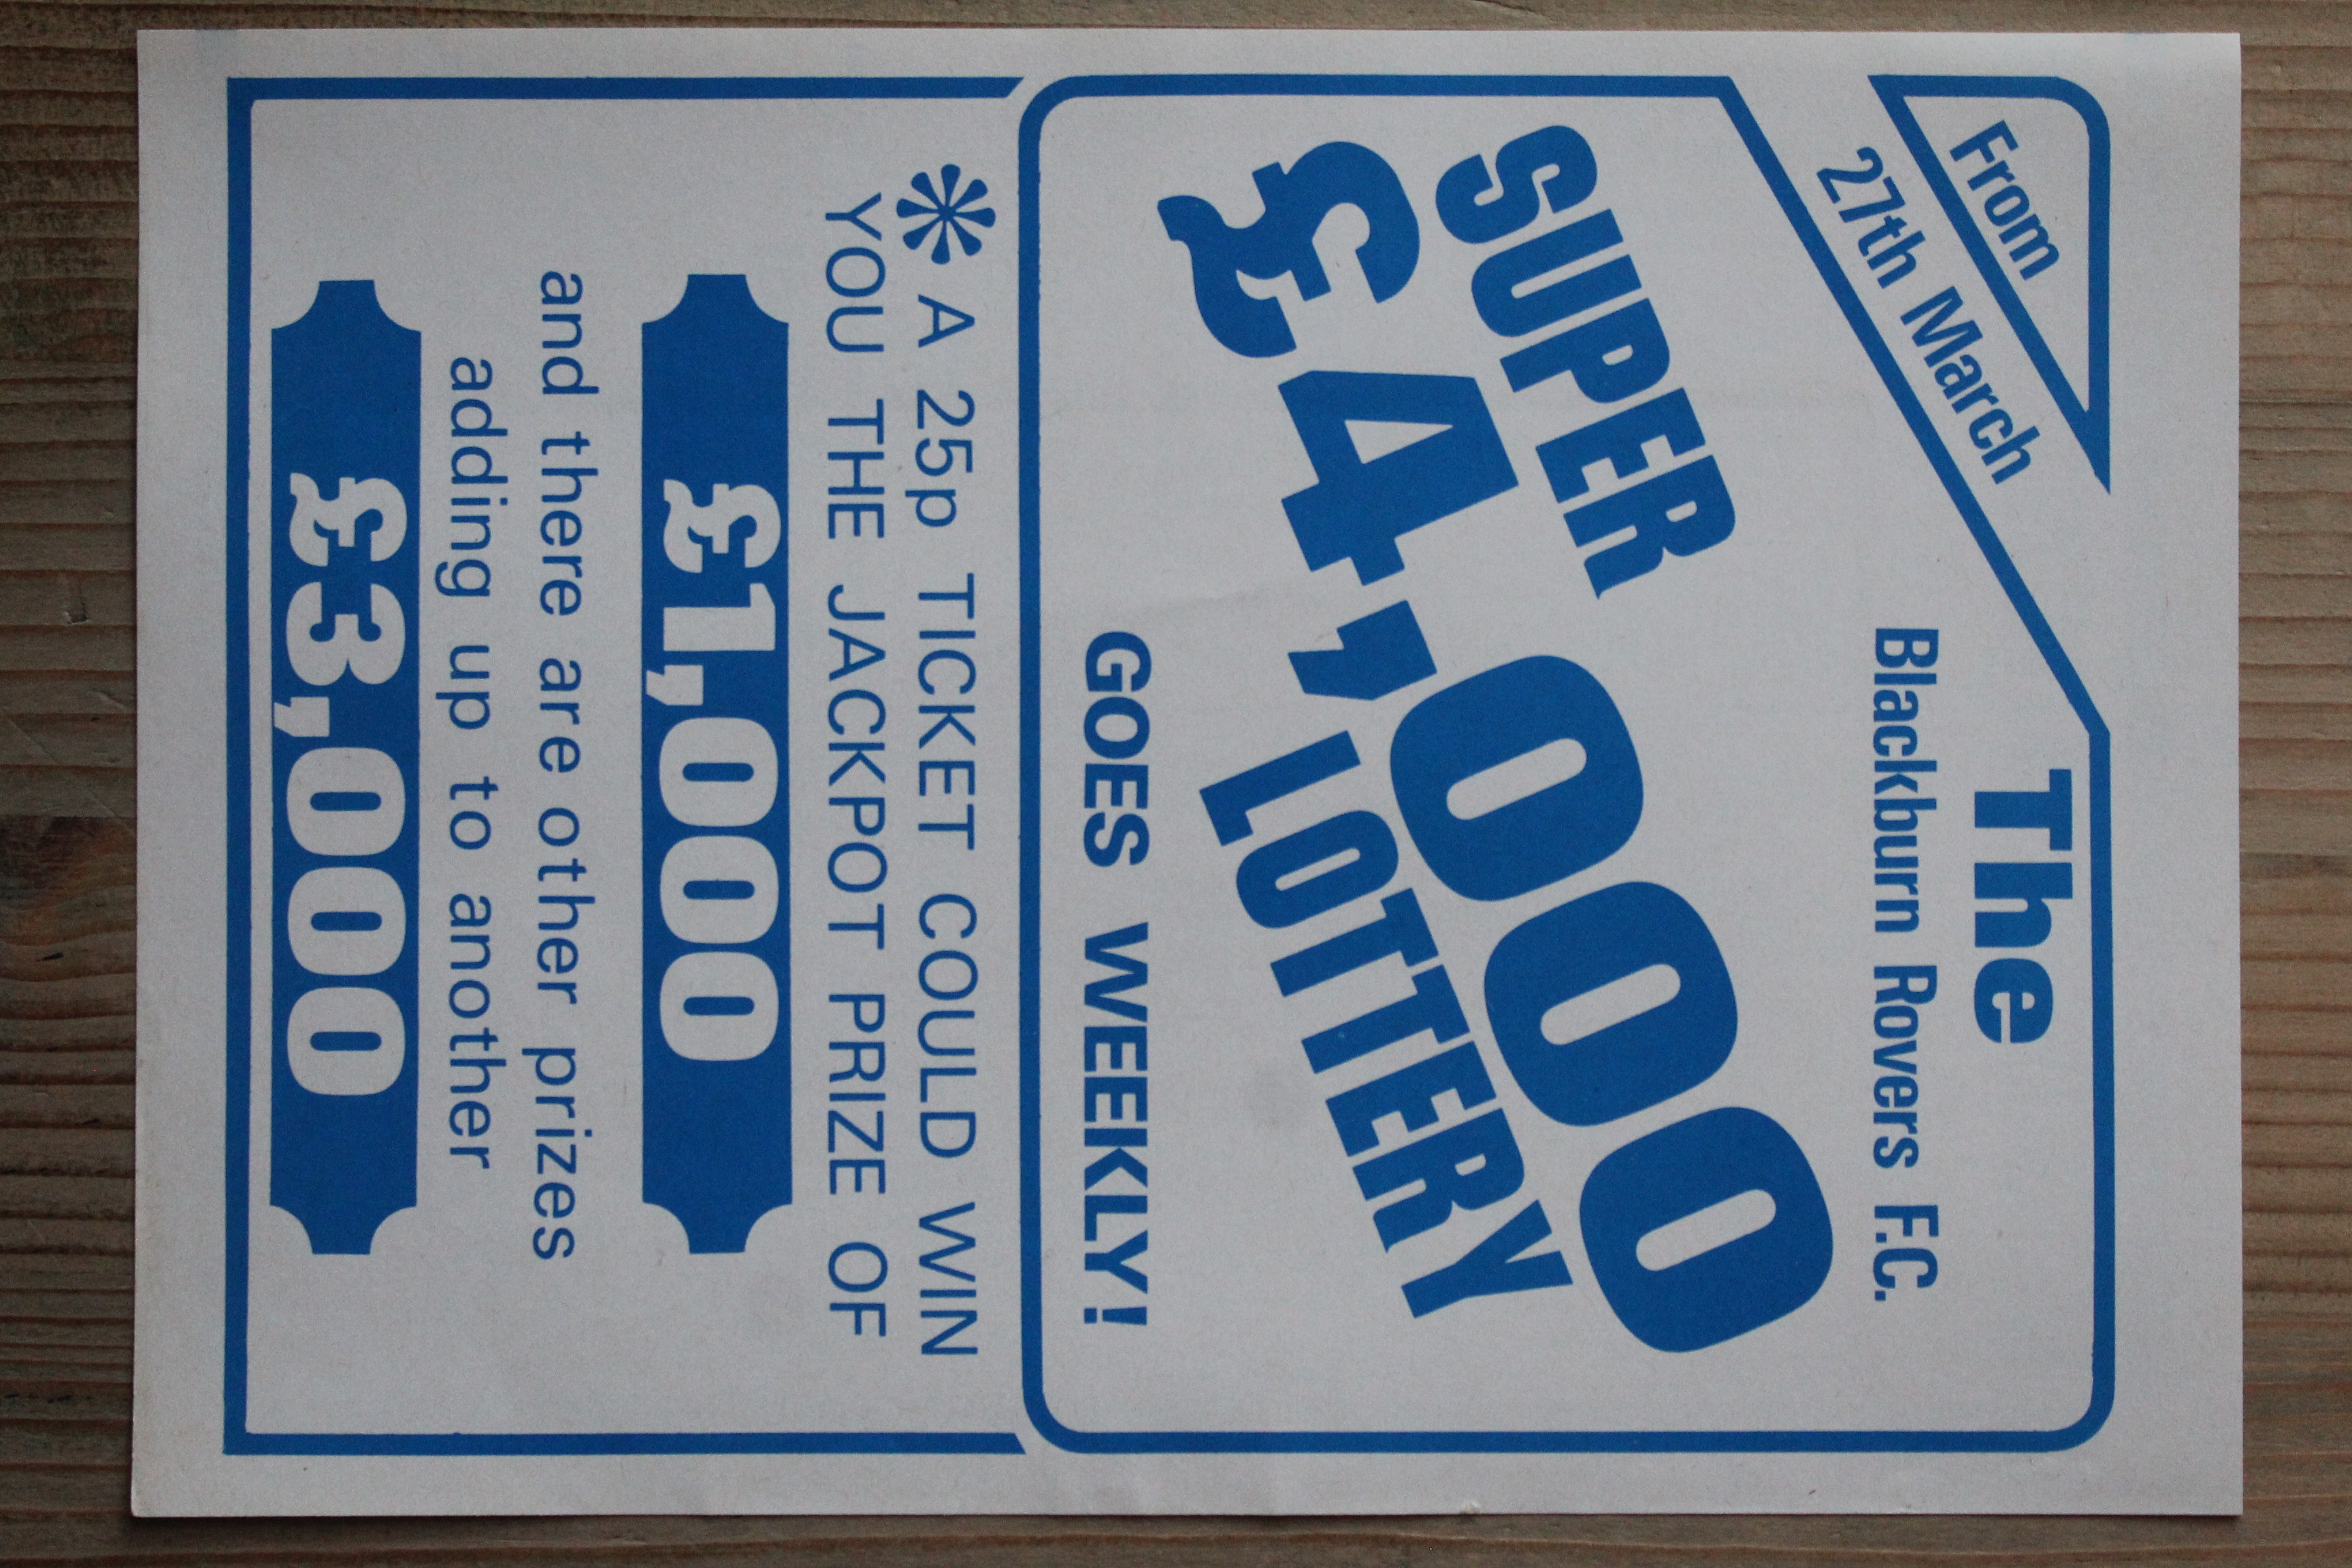 From
27th March
The
Blackburn Rovers F.C.
SUPER
£4,000
LOTTERY
GOES WEEKLY!
A 25p TICKET COULD WIN
YOU THE JACKPOT PRIZE OF
£1,000
and there are other prizes
adding up to another
£3,000